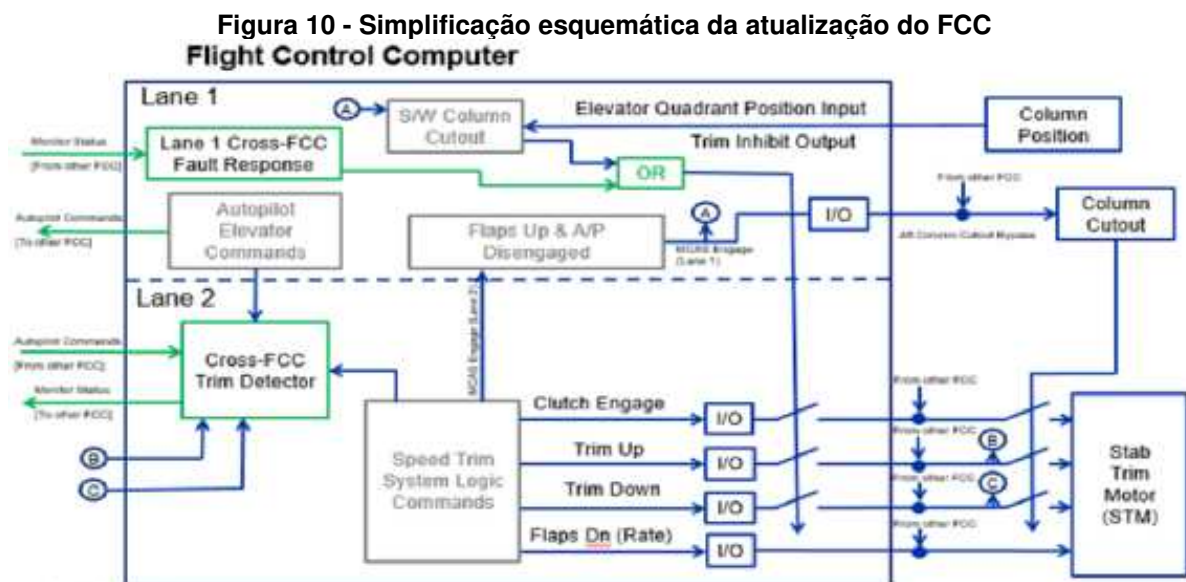 Figura 10 - Simplificação esquemática da atualização do FCC
Flight Control Computer
Lane 1
A
S/W Column
Cutout
Elevator Quadrant Position Input
Column
Position
Monitor Status
[From other FCC]
Lane 1 Cross-FCC
Fault Response
Trim Inhibit Output
OR
From other FCC
Autopilot Commands
[To other FCC]
Autopilot
Elevator
Commands
Flaps Up & A/P
Disengaged
A
MCAS Engage
(Lane 1)
I/O
Aft Column Cutout Bypass
Column
Cutout
Lane 2
MCAS Engage (Lane 2)
Autopilot Commands
[From other FCC]
Cross-FCC
Trim Detector
Monitor Status
[To other FCC]
B
C
Speed Trim
System Logic
Commands
Clutch Engage
I/O
From other FCC
Trim Up
I/O
From other FCC
B
Trim Down
I/O
From other FCC
C
Flaps Dn (Rate)
I/O
From other FCC
Stab
Trim
Motor
(STM)